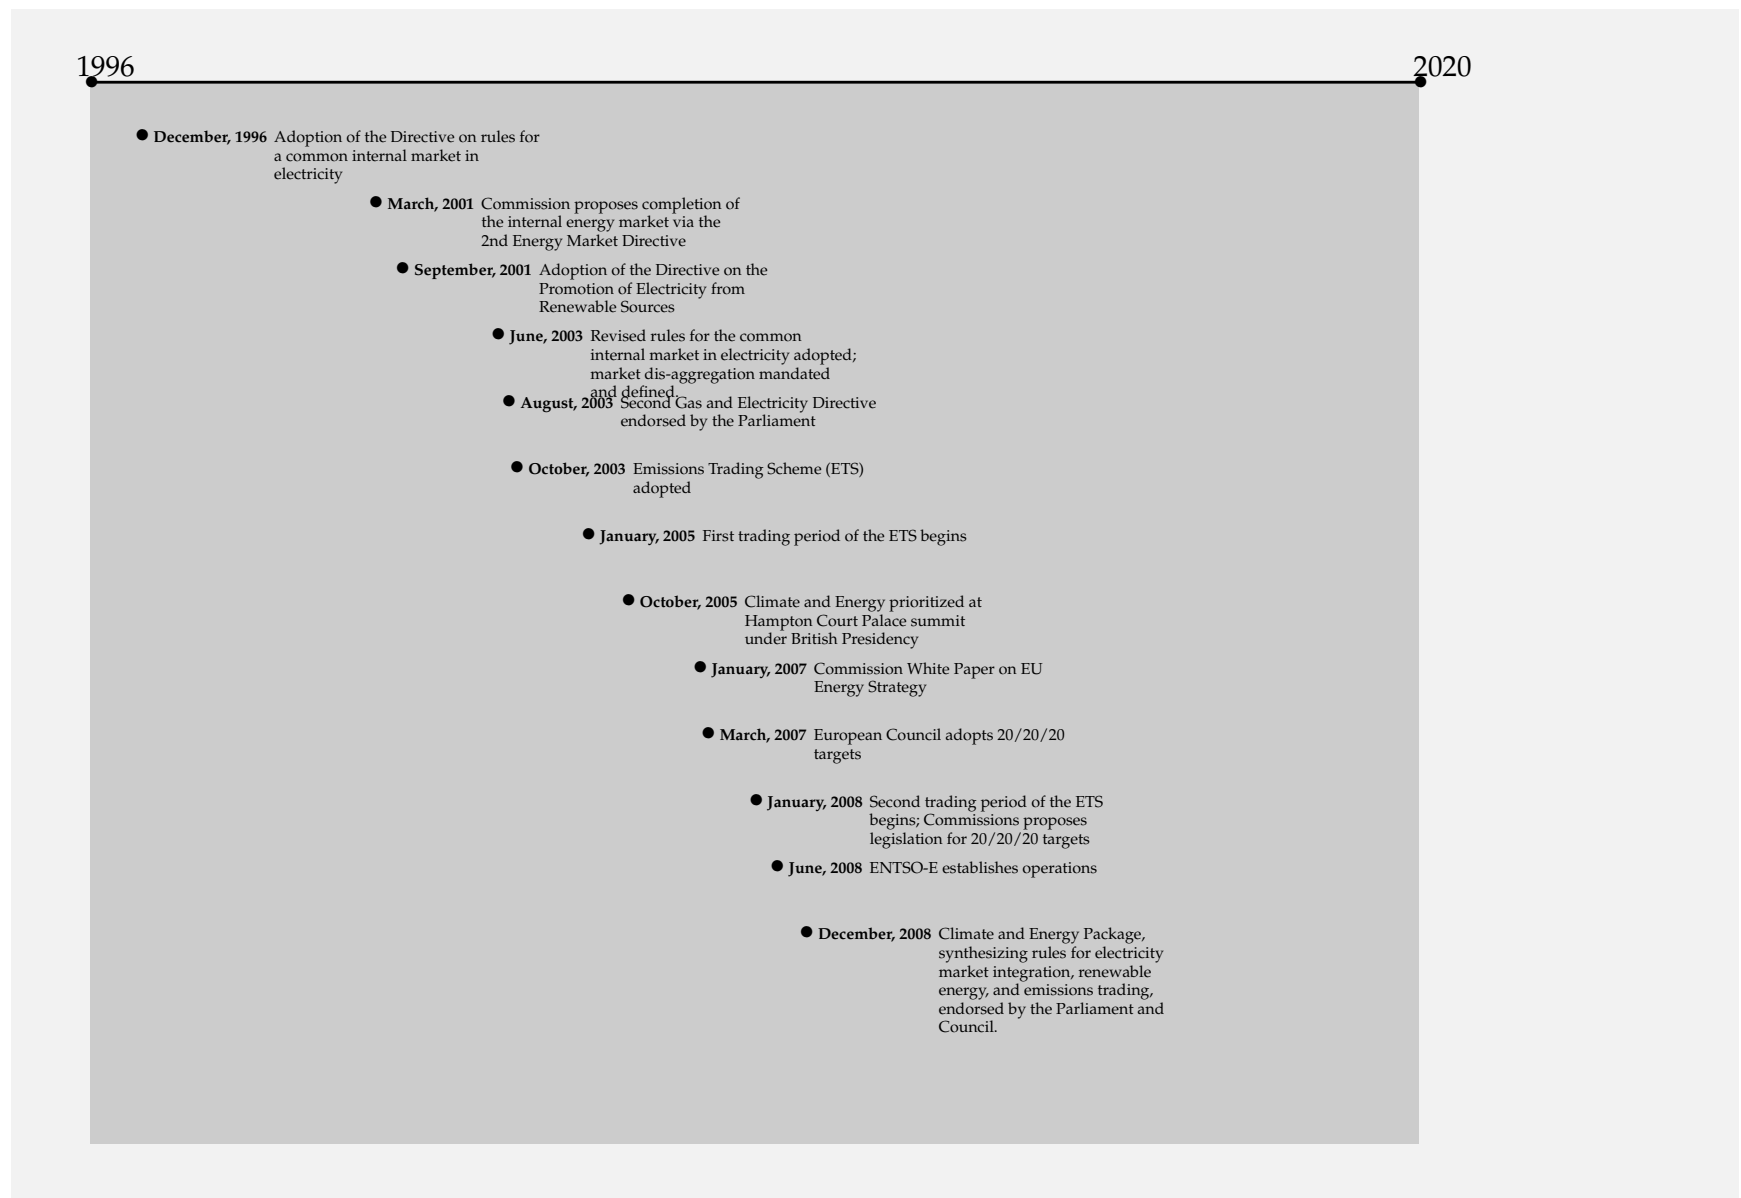 1996
2020
December, 1996 Adoption of the Directive on rules for
a common internal market in
electricity
March, 2001 Commission proposes completion of
the internal energy market via the
2nd Energy Market Directive
September, 2001 Adoption of the Directive on the
Promotion of Electricity from
Renewable Sources
June, 2003 Revised rules for the common
internal market in electricity adopted;
market dis-aggregation mandated
and defined.
August, 2003 Second Gas and Electricity Directive
endorsed by the Parliament
October, 2003 Emissions Trading Scheme (ETS)
adopted
January, 2005 First trading period of the ETS begins
October, 2005 Climate and Energy prioritized at
Hampton Court Palace summit
under British Presidency
January, 2007 Commission White Paper on EU
Energy Strategy
March, 2007 European Council adopts 20/20/20
targets
January, 2008 Second trading period of the ETS
begins; Commissions proposes
legislation for 20/20/20 targets
June, 2008 ENTSO-E establishes operations
December, 2008 Climate and Energy Package,
synthesizing rules for electricity
market integration, renewable
energy, and emissions trading,
endorsed by the Parliament and
Council.